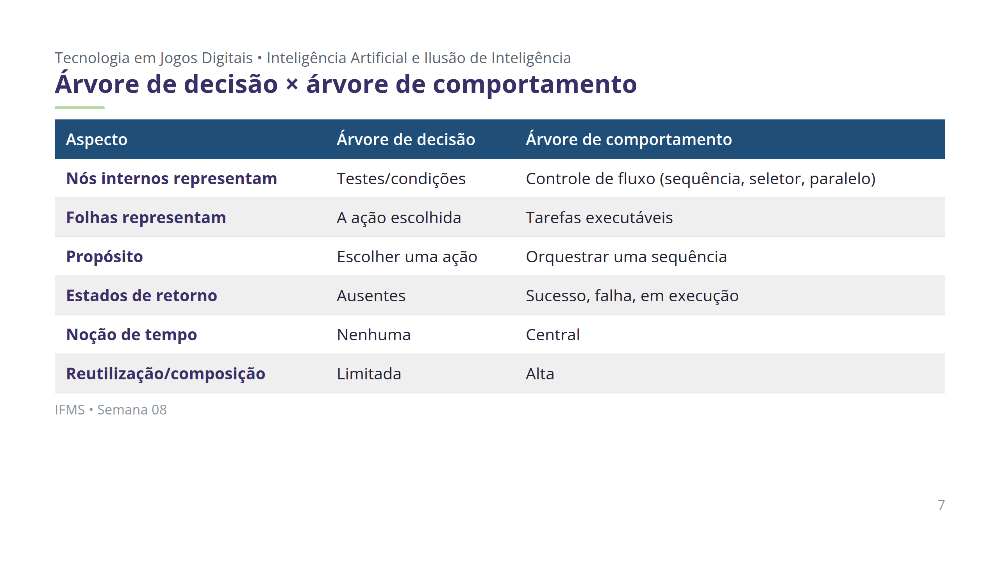 Tecnologia em Jogos Digitais • Inteligência Artificial e Ilusão de Inteligência
Árvore de decisão × árvore de comportamento
Aspecto Árvore de decisão Árvore de comportamento
Nós internos representam Testes/condições Controle de fluxo (sequência, seletor, paralelo)
Folhas representam A ação escolhida Tarefas executáveis
Propósito Escolher uma ação Orquestrar uma sequência
Estados de retorno Ausentes Sucesso, falha, em execução
Noção de tempo Nenhuma Central
Reutilização/composição Limitada Alta
IFMS • Semana 08
7